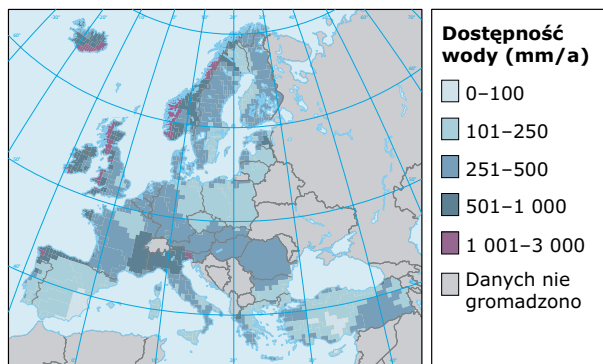 Dostępność
wody (mm/a)
0–100
101–250
251–500
501–1 000
1 001–3 000
Danych nie
gromadzono